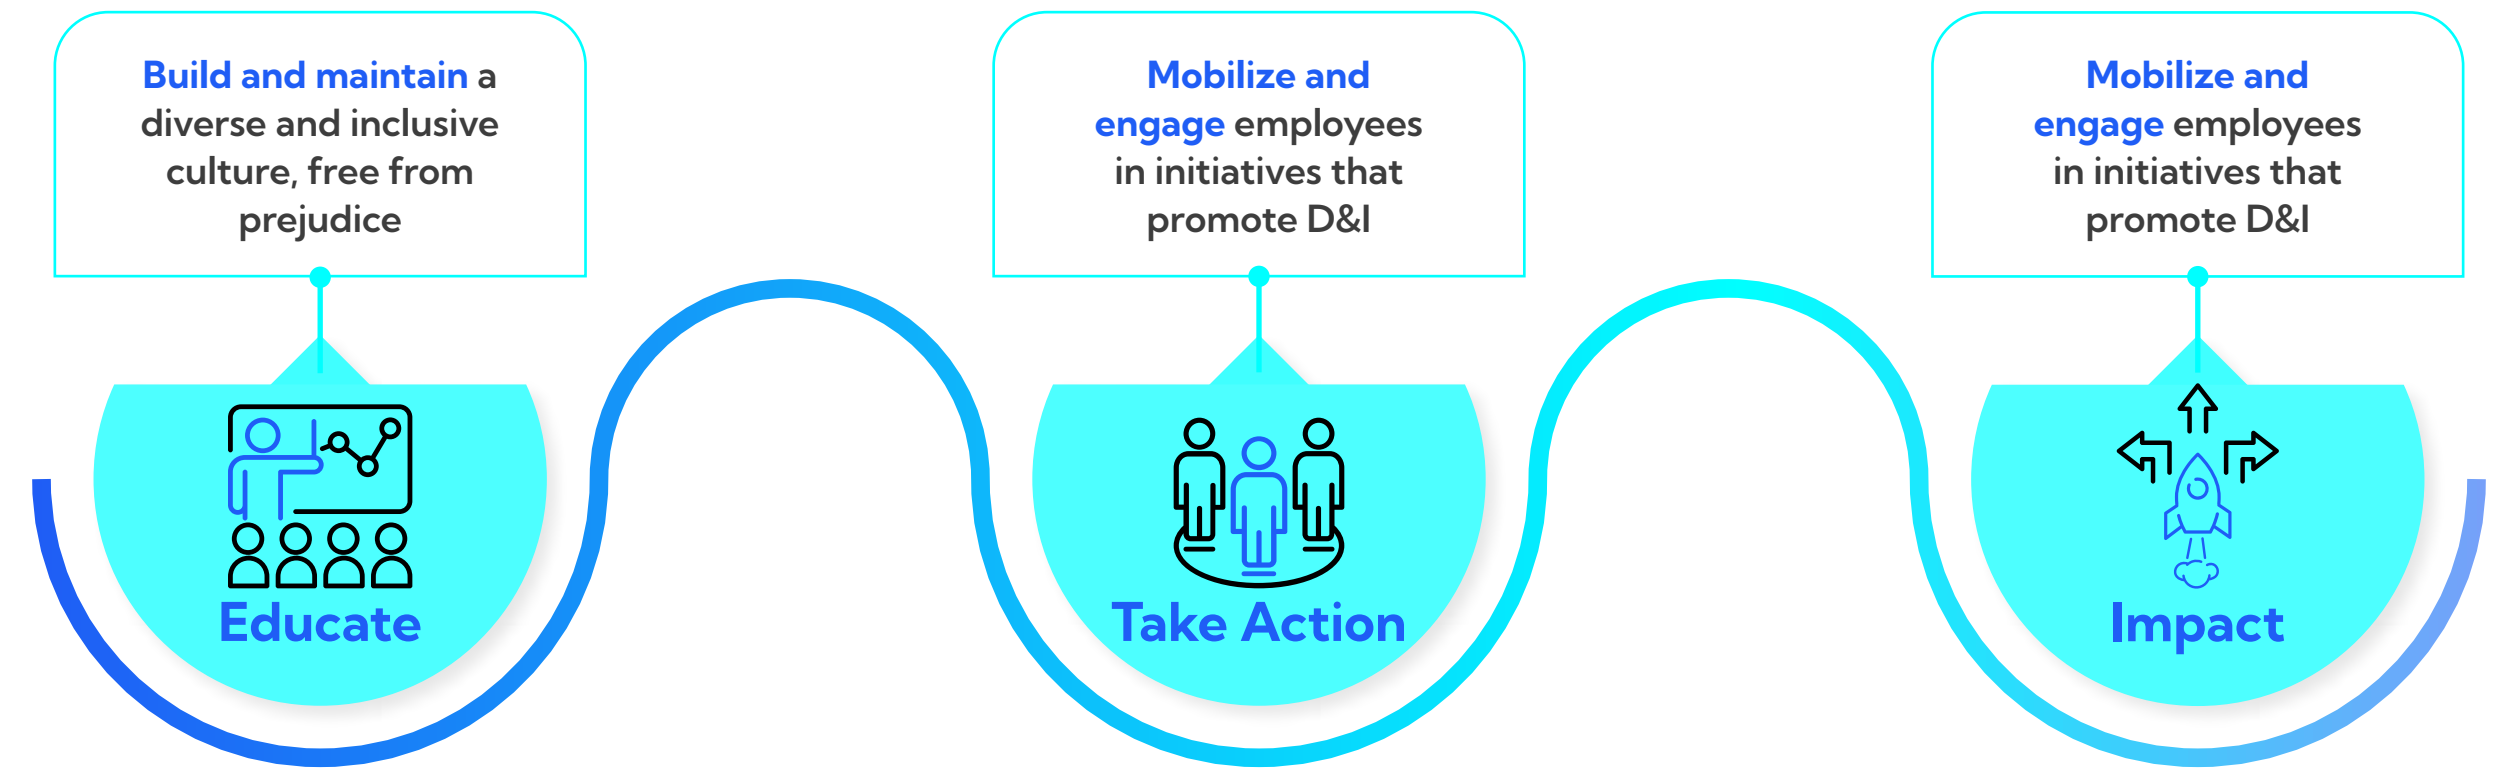 Build and maintain a
diverse and inclusive
culture, free from
prejudice
Educate
Mobilize and
engage employees
in initiatives that
promote D&I
Take Action
Mobilize and
engage employees
in initiatives that
promote D&I
Impact